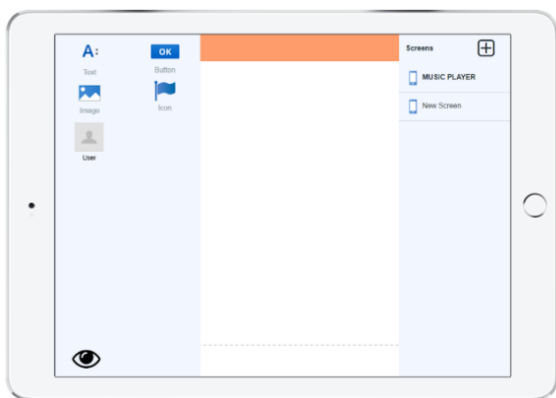 A:
Text
OK
Button
Image
Icon
User
Screens
MUSIC PLAYER
New Screen